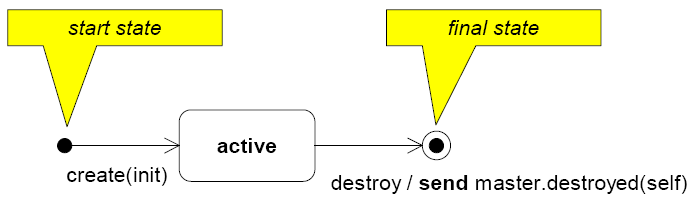 start state
final state
active
create(init)
destroy / send master.destroyed(self)